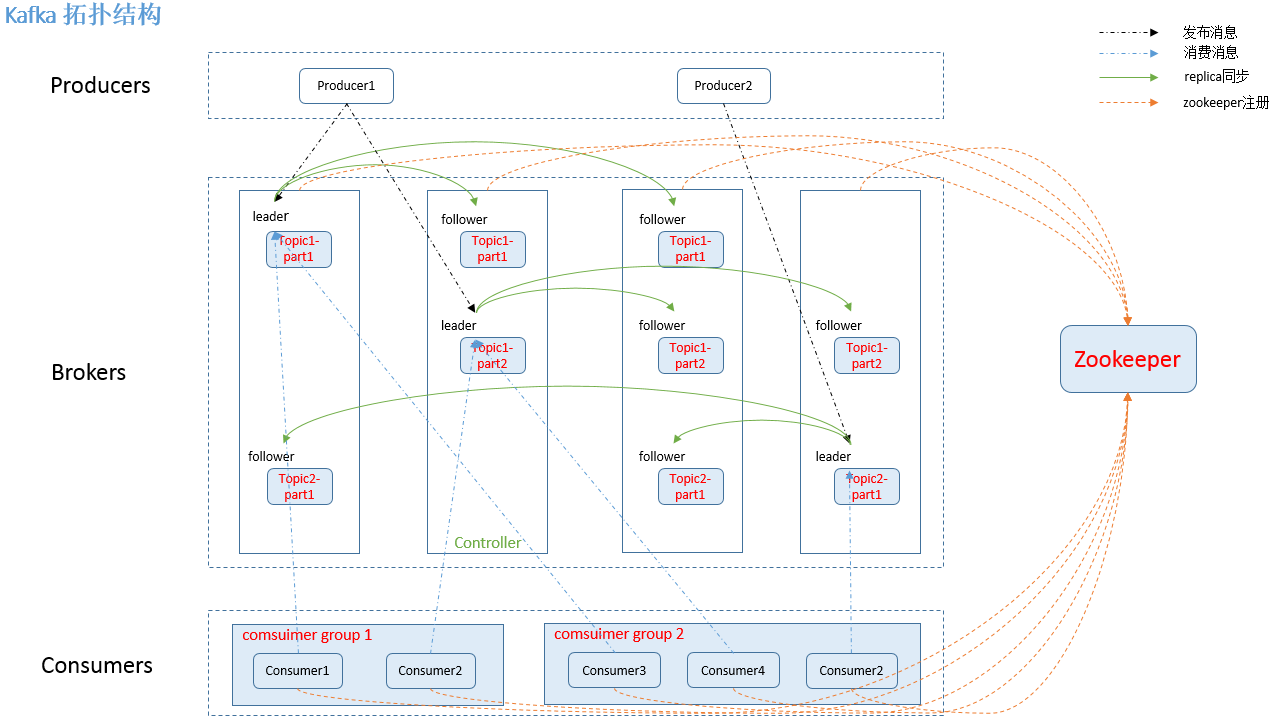 Kafka 拓扑结构
发布消息
消费消息
replica同步
zookeeper注册
Producers
Producer1
Producer2
leader
follower
follower
Topic1-
part1
Topic1-
part1
Topic1-
part1
leader
follower
follower
Topic1-
part2
Topic1-
part2
Topic1-
part2
Zookeeper
Brokers
follower
follower
leader
Topic2-
part1
Topic2-
part1
Topic2-
part1
Controller
comsuimer group 1
comsuimer group 2
Consumers
Consumer1
Consumer2
Consumer3
Consumer4
Consumer2